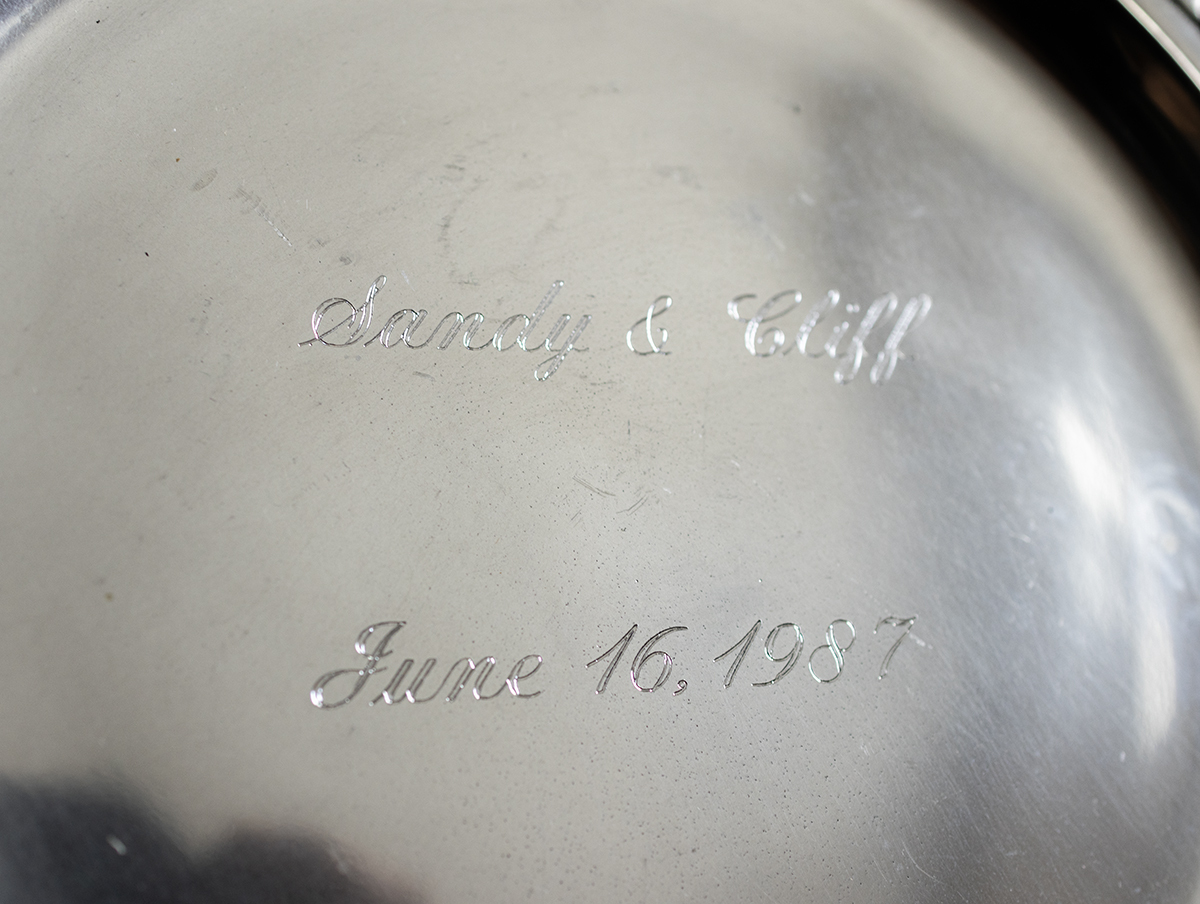 Sandy & Cliff
June 16, 1987